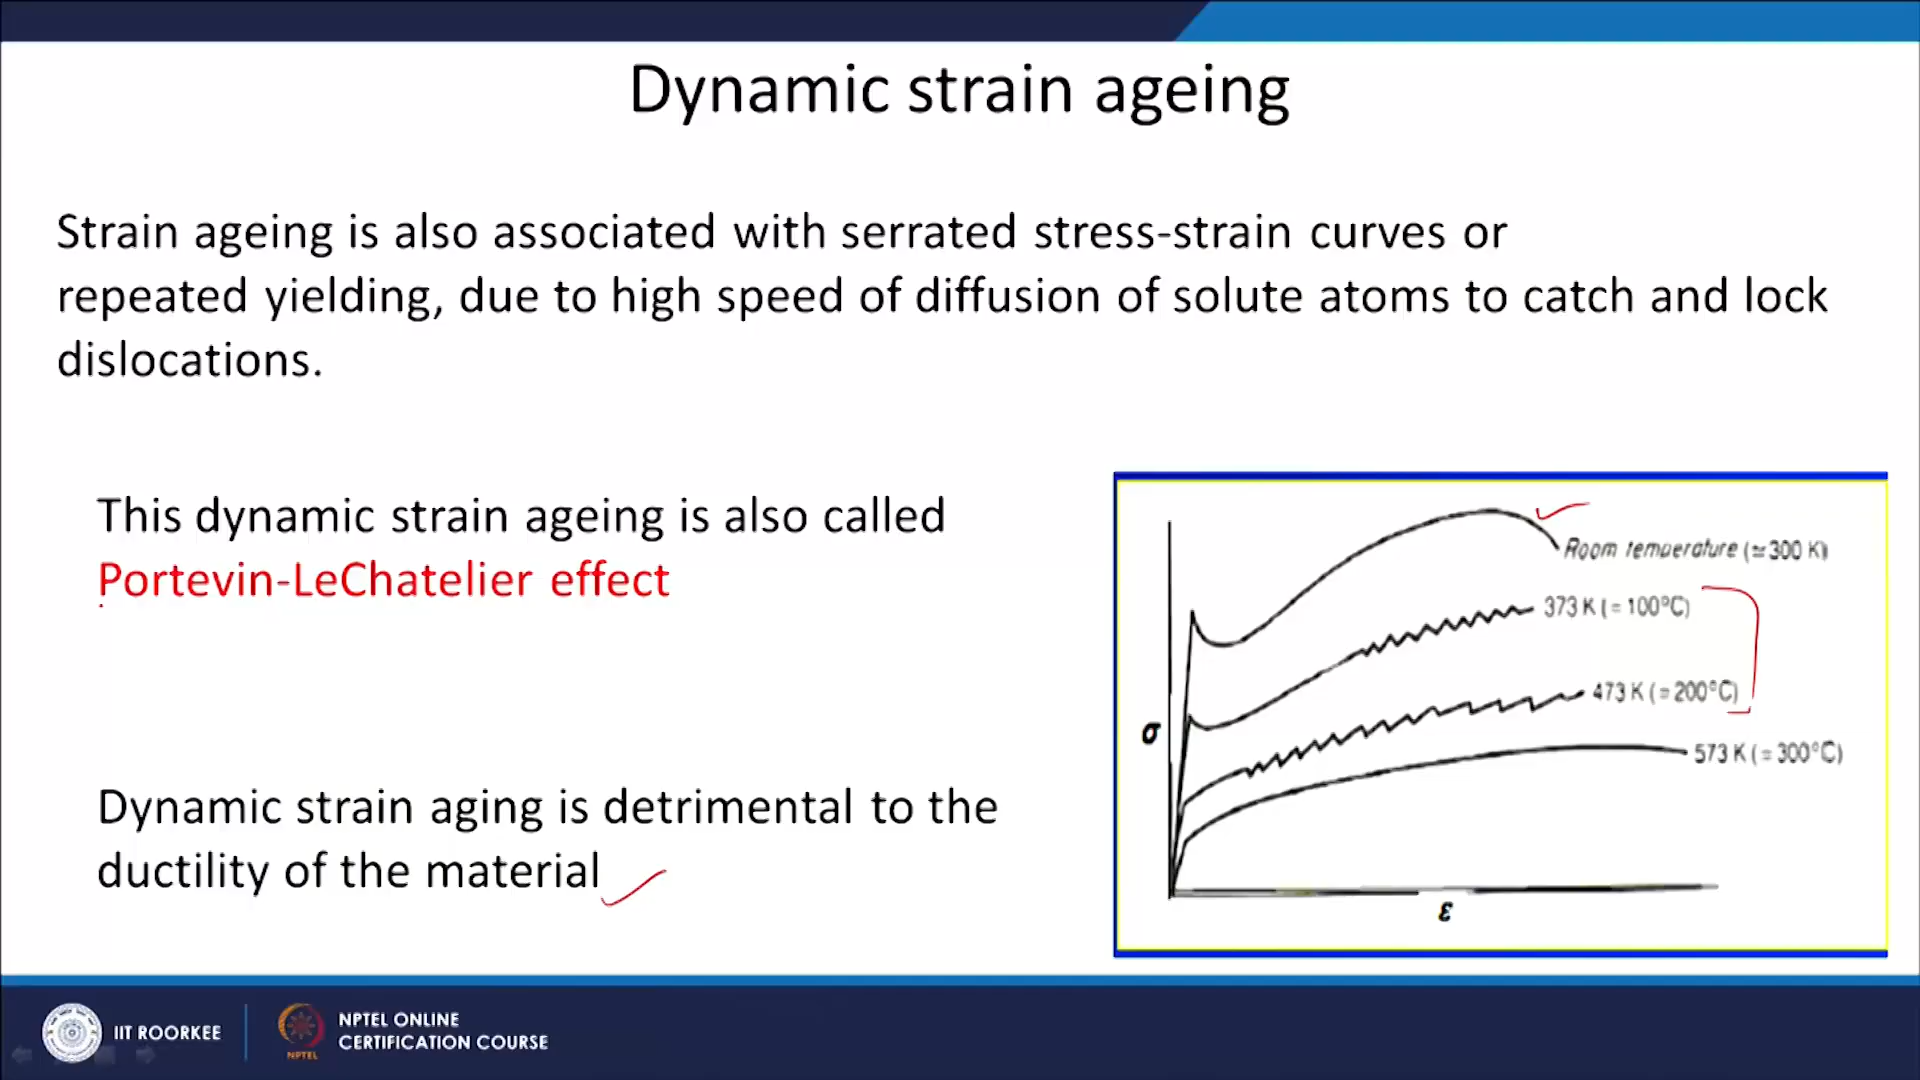 Dynamic strain ageing
Strain ageing is also associated with serrated stress-strain curves or
repeated yielding, due to high speed of diffusion of solute atoms to catch and lock
dislocations.
This dynamic strain ageing is also called
Portevin-LeChatelier effect
Dynamic strain aging is detrimental to the
ductility of the material
Room temperature (≃300 K)
373 K (= 100°C)
473 K (= 200°C)
573 K (= 300°C)
σ
ε
IIT ROORKEE
NPTEL
NPTEL ONLINE
CERTIFICATION COURSE